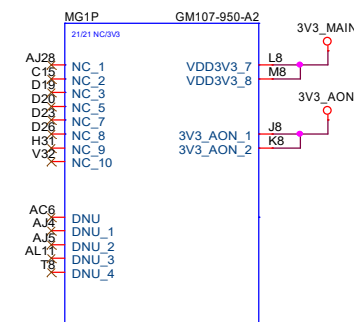 MG1P GM107-950-A2
21/21 NC/3V3
3V3_MAIN
AJ28 NC_1 VDD3V3_7 L8
C15 NC_2 VDD3V3_8 M8
D19 NC_3
D20 NC_5
D23 NC_7
D26 NC_8
H31 NC_9
V32 NC_10
3V3_AON
3V3_AON_1 J8
3V3_AON_2 K8
AC6 DNU
AJ4 DNU_1
AJ5 DNU_2
AL11 DNU_3
T8 DNU_4